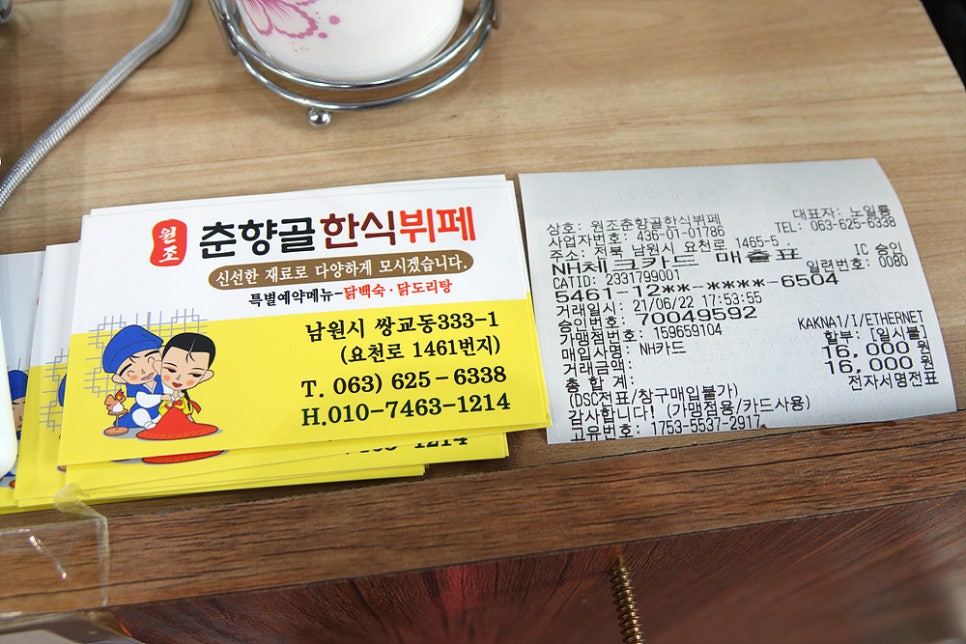 원조
춘향골한식뷔페
신선한 재료로 다양하게 모시겠습니다.
특별예약메뉴-닭백숙·닭도리탕
남원시 쌍교동333-1
(요천로 1461번지)
T. 063) 625-6338
H.010-7463-1214
1214
상호: 원조춘향골한식뷔페 대표자: 노일룡
사업자번호: 436-01-01786 TEL: 063-625-6338
주소: 전북 남원시 요천로 1465-5
NH체크카드 매출표 IC 승인
CATID: 2331799001 일련번호: 0080
5461-12**-****-6504
거래일시: 21/06/22 17:53:55
승인번호: 70049592
가맹점번호: 159659104 KAKNA1/I/ETHERNET
매입사명: NH카드 할부: [일시불]
거래금액: 16,000 원
총 합 계: 16,000 원
(DSC전표/창구매입불가) 전자서명전표
감사합니다! (가맹점용/카드사용)
고유번호: 1753-5537-2917